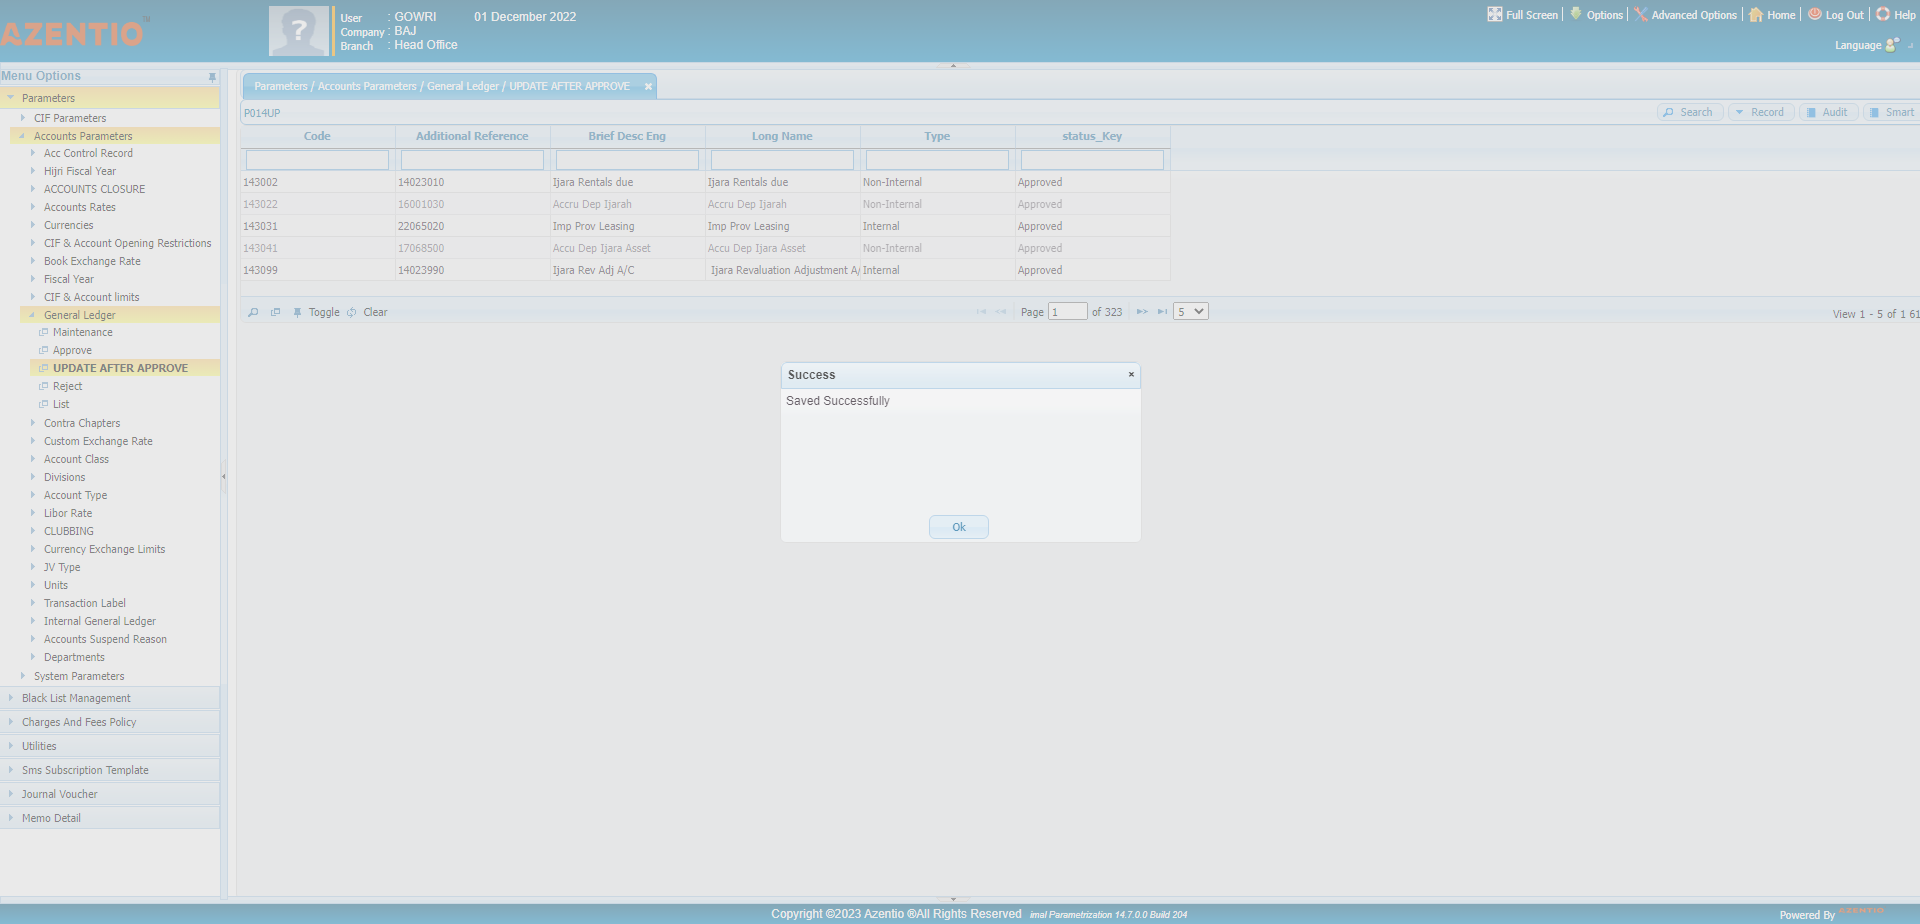 AZENTIO™
User : GOWRI 01 December 2022
Company : BAJ
Branch : Head Office
Full Screen Options Advanced Options Home Log Out Help
Language
Menu Options
Parameters
CIF Parameters
Accounts Parameters
Acc Control Record
Hijri Fiscal Year
ACCOUNTS CLOSURE
Accounts Rates
Currencies
CIF & Account Opening Restrictions
Book Exchange Rate
Fiscal Year
CIF & Account limits
General Ledger
Maintenance
Approve
UPDATE AFTER APPROVE
Reject
List
Contra Chapters
Custom Exchange Rate
Account Class
Divisions
Account Type
Libor Rate
CLUBBING
Currency Exchange Limits
JV Type
Units
Transaction Label
Internal General Ledger
Accounts Suspend Reason
Departments
System Parameters
Black List Management
Charges And Fees Policy
Utilities
Sms Subscription Template
Journal Voucher
Memo Detail
Parameters / Accounts Parameters / General Ledger / UPDATE AFTER APPROVE
P014UP Search Record Audit Smart
Code Additional Reference Brief Desc Eng Long Name Type status_Key
143002 14023010 Ijara Rentals due Ijara Rentals due Non-Internal Approved
143022 16001030 Accru Dep Ijarah Accru Dep Ijarah Non-Internal Approved
143031 22065020 Imp Prov Leasing Imp Prov Leasing Internal Approved
143041 17068500 Accu Dep Ijara Asset Accu Dep Ijara Asset Non-Internal Approved
143099 14023990 Ijara Rev Adj A/C Ijara Revaluation Adjustment A/ Internal Approved
Toggle Clear Page 1 of 323 5 View 1 - 5 of 1 61
Success
Saved Successfully
Ok
Copyright ©2023 Azentio ®All Rights Reserved imal Parametrization 14.7.0.0 Build 204 Powered By AZENTIO